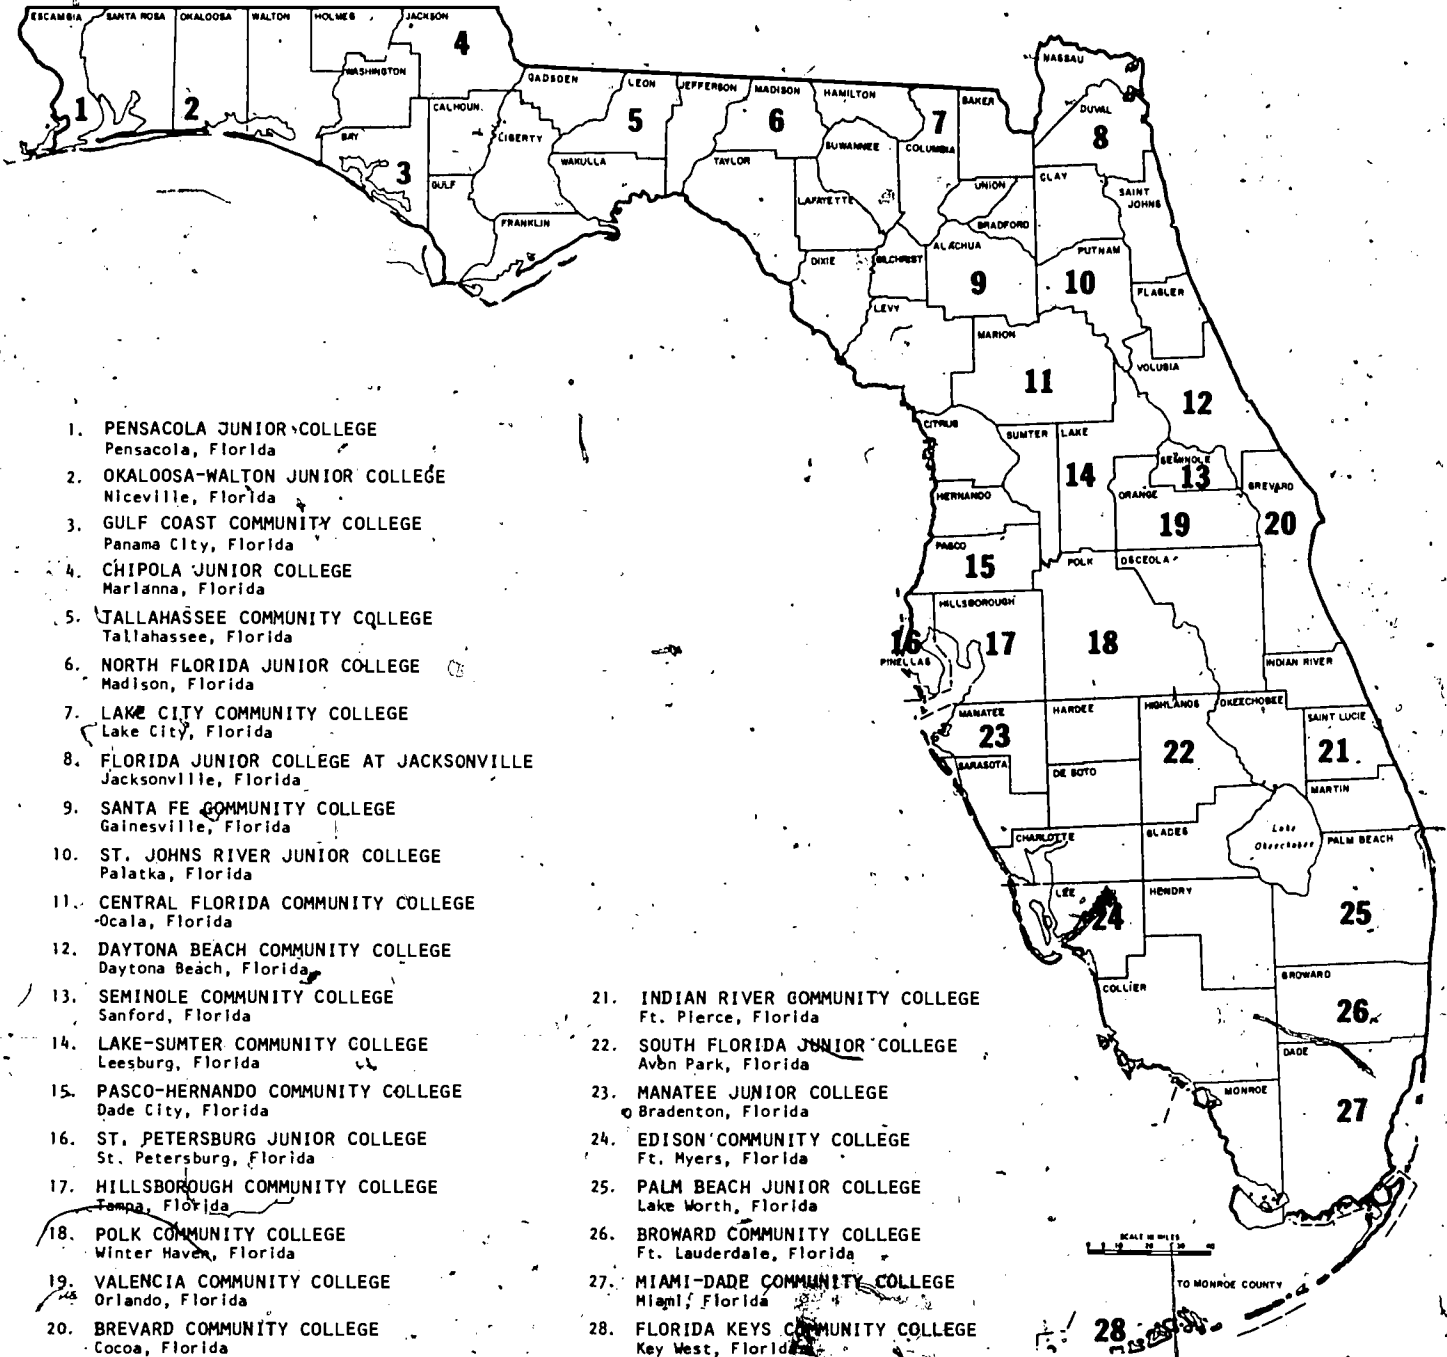 ESCAMBIA SANTA ROSA OKALOOSA WALTON HOLMES JACKSON
4
WASHINGTON
1 2
BAY
3
CALHOUN
GULF
GADSDEN
LIBERTY
FRANKLIN
LEON
5
WAKULLA
JEFFERSON
MADISON
6
TAYLOR
HAMILTON
SUWANNEE
LAFAYETTE
DIXIE
GILCHRIST
LEVY
7
COLUMBIA
BAKER
UNION
BRADFORD
ALACHUA
9
NASSAU
DUVAL
8
CLAY
SAINT
JOHNS
PUTNAM
10
FLAGLER
MARION
11
VOLUSIA
12
CITRUS
SUMTER
LAKE
14
SEMINOLE
13
ORANGE
19
BREVARD
20
HERNANDO
PASCO
15
POLK
18
OSCEOLA
HILLSBOROUGH
17
16
PINELLAS
INDIAN RIVER
MANATEE
23
HARDEE
HIGHLANDS
22
OKEECHOBEE
SAINT LUCIE
21
SARASOTA
DE SOTO
MARTIN
CHARLOTTE
GLADES
Lake
Okeechobee
PALM BEACH
25
LEE
24
HENDRY
COLLIER
BROWARD
26
DADE
27
MONROE
SCALE IN MILES
TO MONROE COUNTY
28
1. PENSACOLA JUNIOR COLLEGE
Pensacola, Florida
2. OKALOOSA-WALTON JUNIOR COLLEGE
Niceville, Florida
3. GULF COAST COMMUNITY COLLEGE
Panama City, Florida
4. CHIPOLA JUNIOR COLLEGE
Marianna, Florida
5. TALLAHASSEE COMMUNITY COLLEGE
Tallahassee, Florida
6. NORTH FLORIDA JUNIOR COLLEGE
Madison, Florida
7. LAKE CITY COMMUNITY COLLEGE
Lake City, Florida
8. FLORIDA JUNIOR COLLEGE AT JACKSONVILLE
Jacksonville, Florida
9. SANTA FE COMMUNITY COLLEGE
Gainesville, Florida
10. ST. JOHNS RIVER JUNIOR COLLEGE
Palatka, Florida
11. CENTRAL FLORIDA COMMUNITY COLLEGE
Ocala, Florida
12. DAYTONA BEACH COMMUNITY COLLEGE
Daytona Beach, Florida
13. SEMINOLE COMMUNITY COLLEGE
Sanford, Florida
14. LAKE-SUMTER COMMUNITY COLLEGE
Leesburg, Florida
15. PASCO-HERNANDO COMMUNITY COLLEGE
Dade City, Florida
16. ST. PETERSBURG JUNIOR COLLEGE
St. Petersburg, Florida
17. HILLSBOROUGH COMMUNITY COLLEGE
Tampa, Florida
18. POLK COMMUNITY COLLEGE
Winter Haven, Florida
19. VALENCIA COMMUNITY COLLEGE
Orlando, Florida
20. BREVARD COMMUNITY COLLEGE
Cocoa, Florida
21. INDIAN RIVER COMMUNITY COLLEGE
Ft. Pierce, Florida
22. SOUTH FLORIDA JUNIOR COLLEGE
Avon Park, Florida
23. MANATEE JUNIOR COLLEGE
Bradenton, Florida
24. EDISON COMMUNITY COLLEGE
Ft. Myers, Florida
25. PALM BEACH JUNIOR COLLEGE
Lake Worth, Florida
26. BROWARD COMMUNITY COLLEGE
Ft. Lauderdale, Florida
27. MIAMI-DADE COMMUNITY COLLEGE
Miami, Florida
28. FLORIDA KEYS COMMUNITY COLLEGE
Key West, Florida